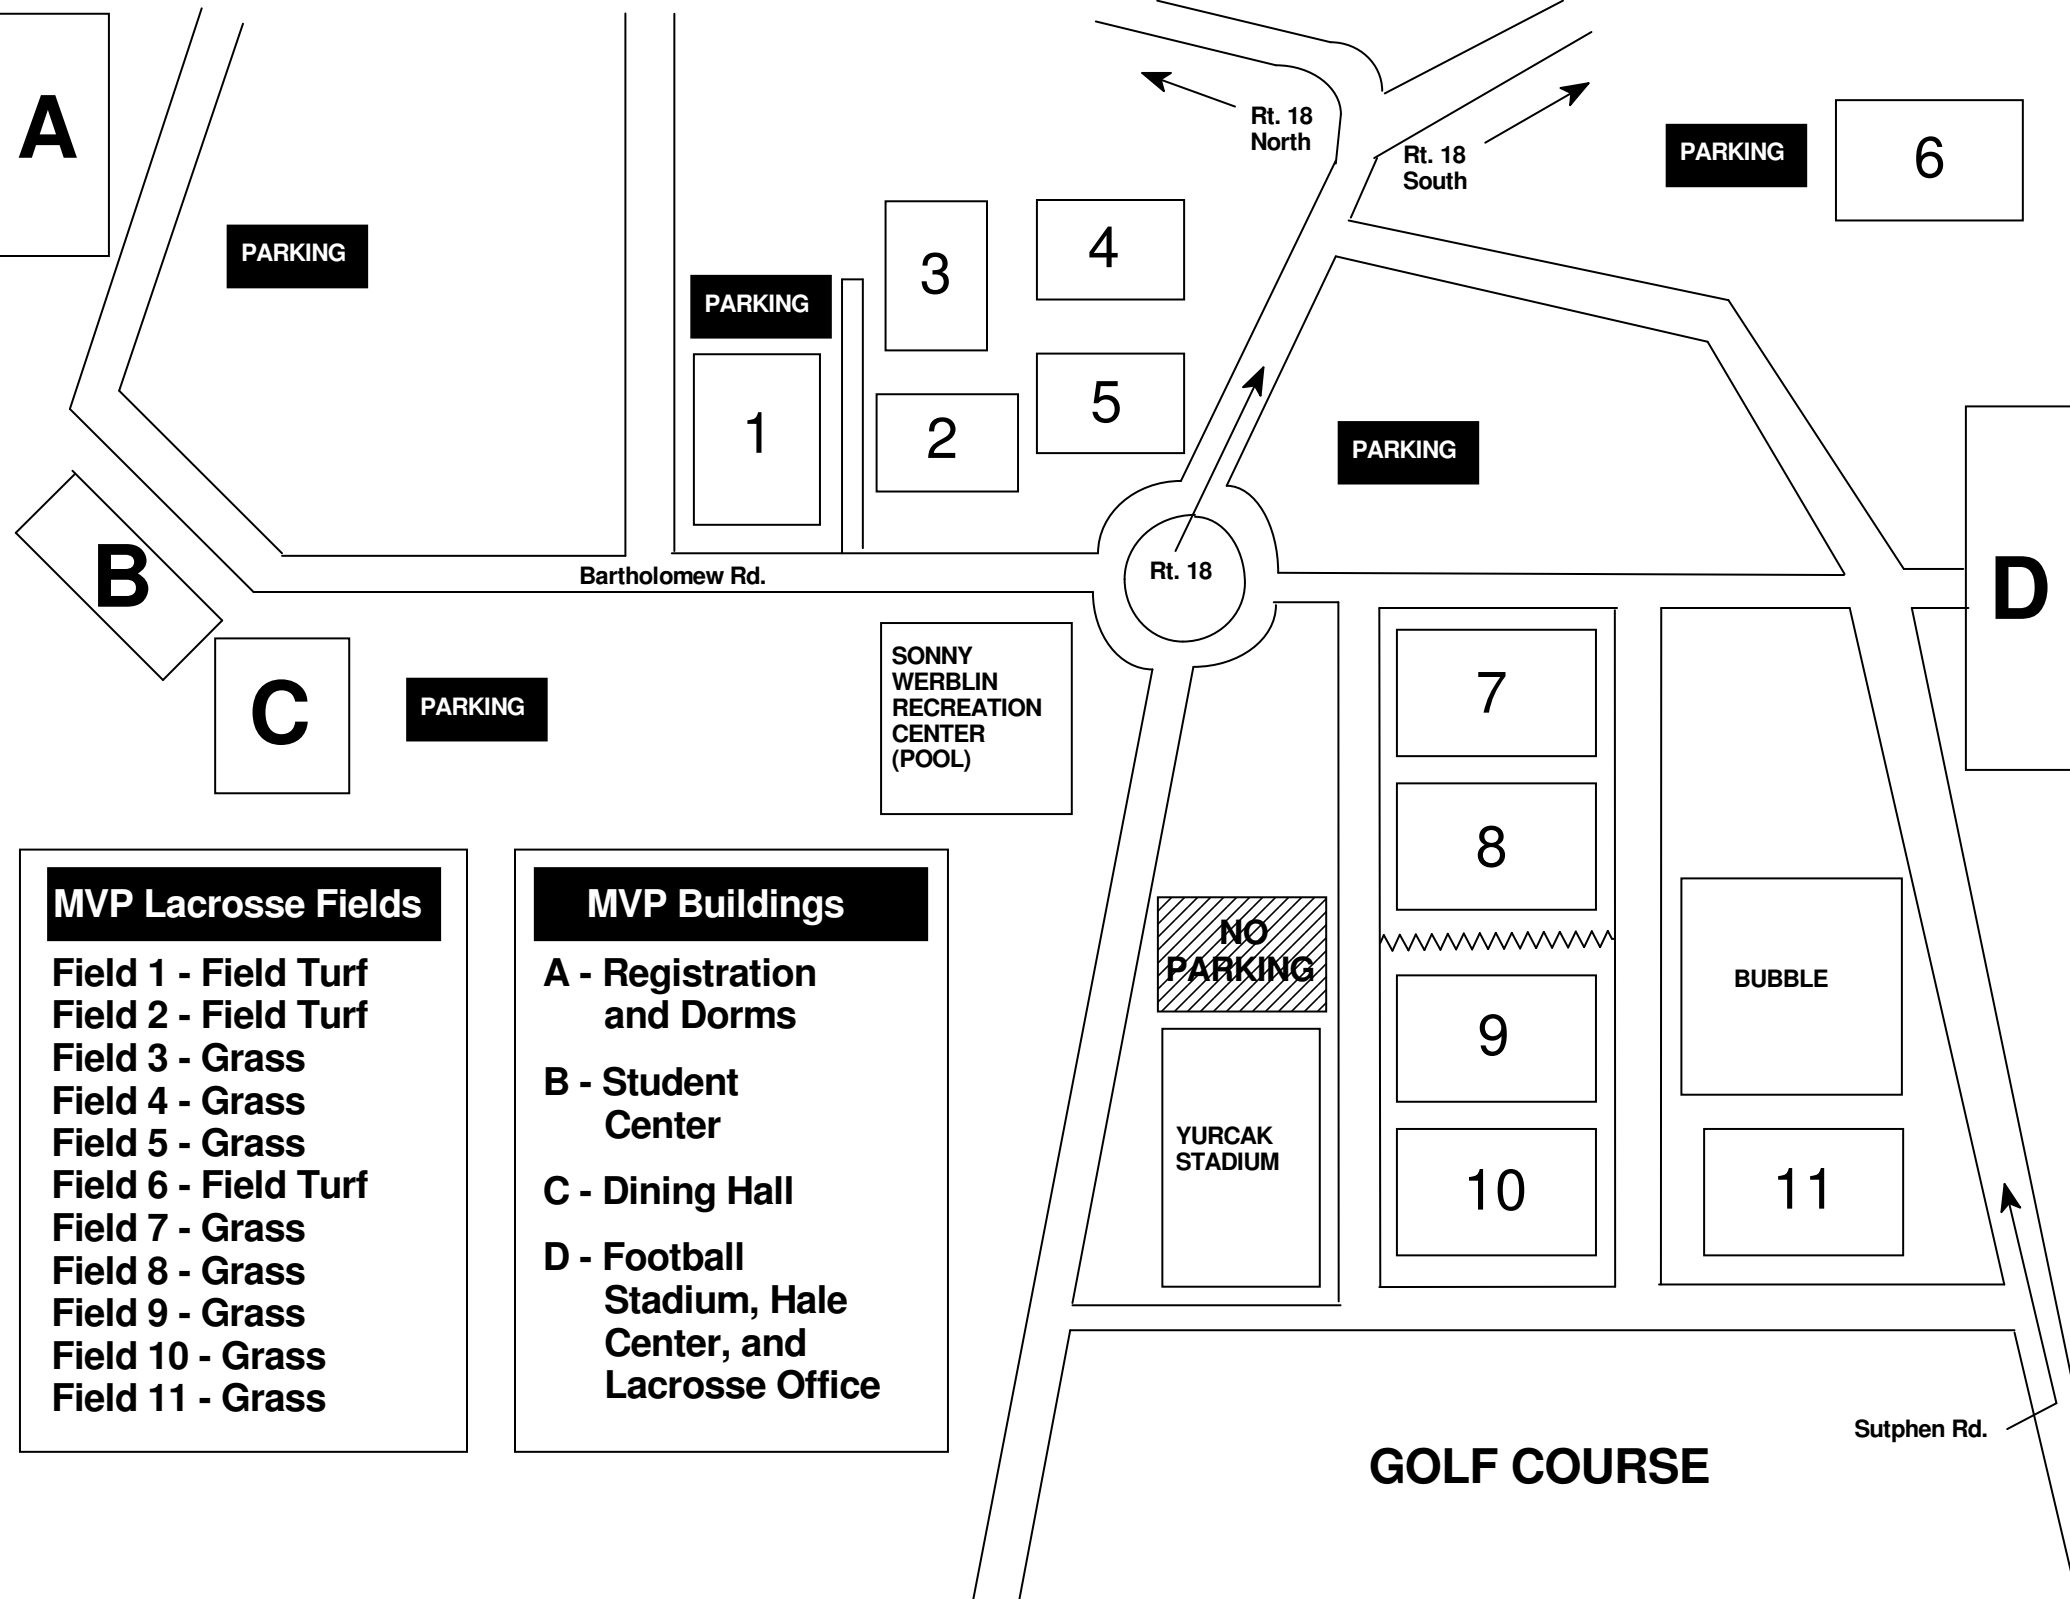 A
PARKING
PARKING
3
4
Rt. 18
North
Rt. 18
South
PARKING
6
1
2
5
PARKING
B
Bartholomew Rd.
Rt. 18
D
C
PARKING
SONNY
WERBLIN
RECREATION
CENTER
(POOL)
7
8
NO
PARKING
9
BUBBLE
YURCAK
STADIUM
10
11
MVP Lacrosse Fields
Field 1 - Field Turf
Field 2 - Field Turf
Field 3 - Grass
Field 4 - Grass
Field 5 - Grass
Field 6 - Field Turf
Field 7 - Grass
Field 8 - Grass
Field 9 - Grass
Field 10 - Grass
Field 11 - Grass
MVP Buildings
A - Registration
and Dorms
B - Student
Center
C - Dining Hall
D - Football
Stadium, Hale
Center, and
Lacrosse Office
Sutphen Rd.
GOLF COURSE